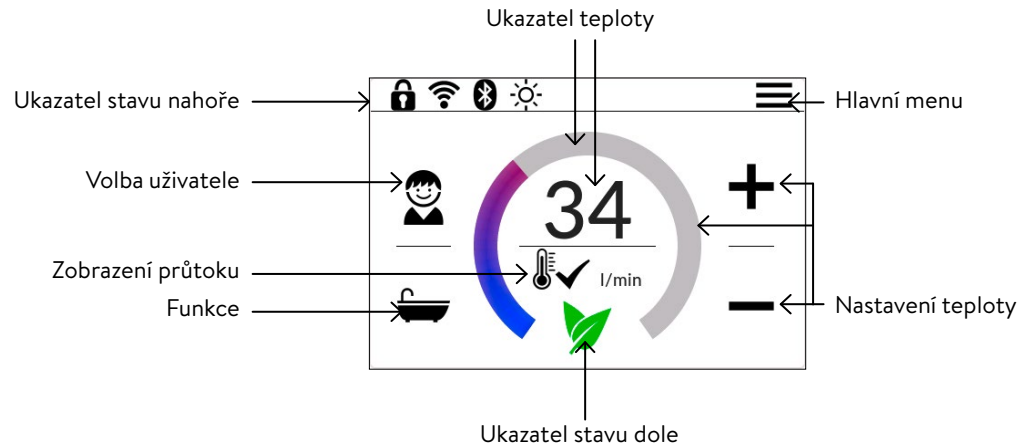 Ukazatel teploty
Ukazatel stavu nahoře
Hlavní menu
Volba uživatele
34
Zobrazení průtoku
l/min
Funkce
Nastavení teploty
Ukazatel stavu dole